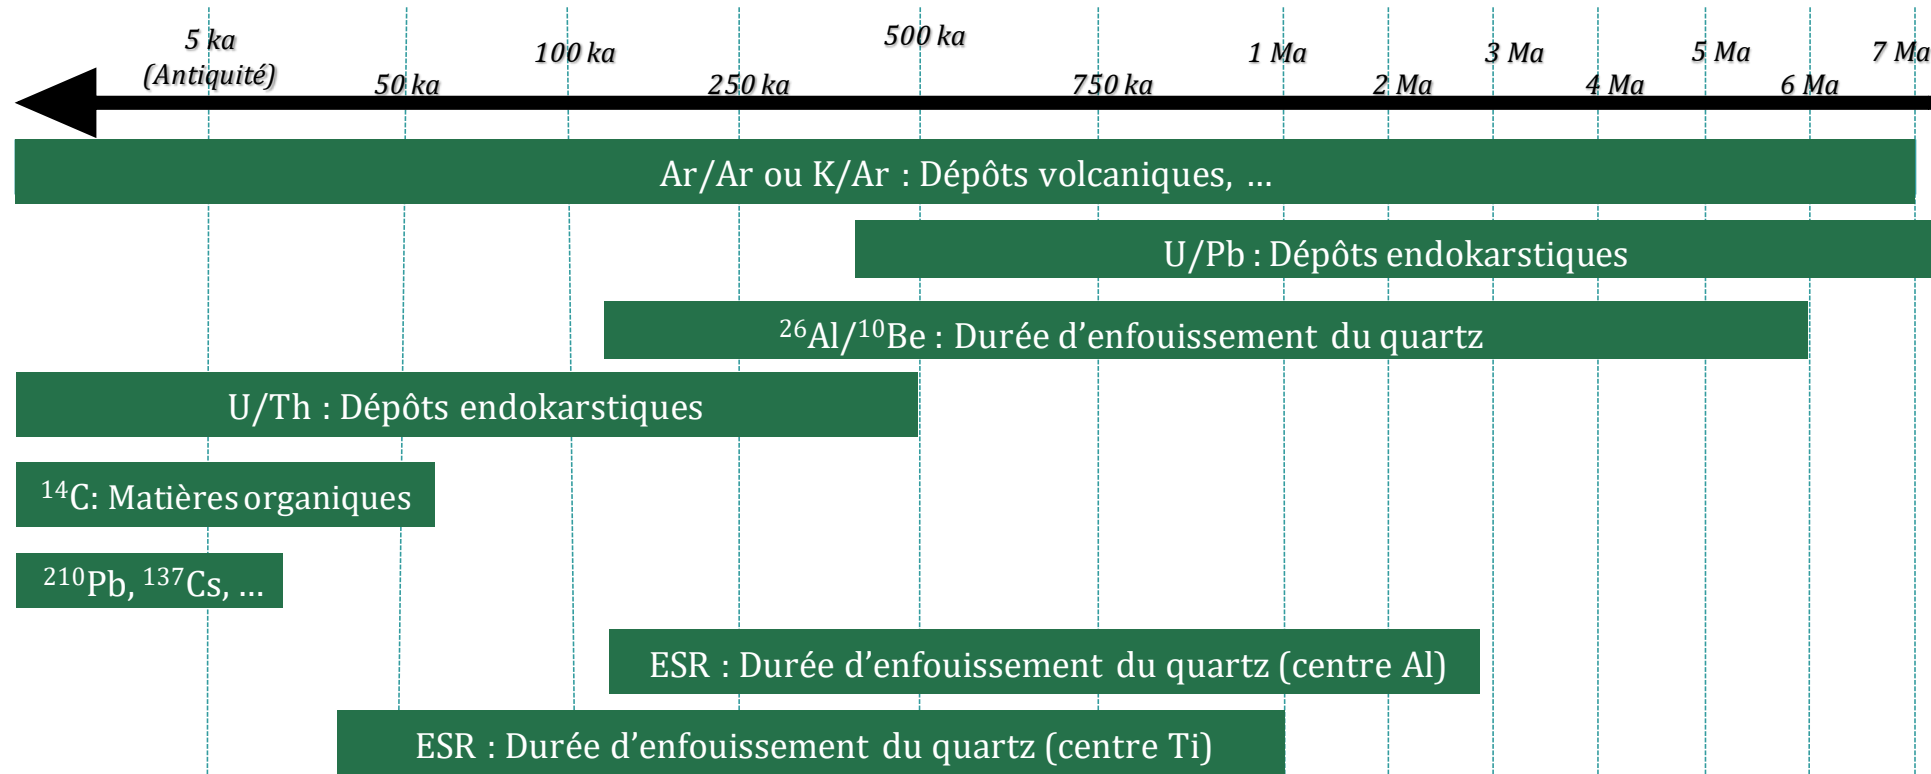 5 ka
(Antiquité)
50 ka
100 ka
250 ka
500 ka
750 ka
1 Ma
2 Ma
3 Ma
4 Ma
5 Ma
6 Ma
7 Ma
Ar/Ar ou K/Ar : Dépôts volcaniques, ...
U/Pb : Dépôts endokarstiques
²⁶Al/¹⁰Be : Durée d’enfouissement du quartz
U/Th : Dépôts endokarstiques
¹⁴C: Matières organiques
²¹⁰Pb, ¹³⁷Cs, ...
ESR : Durée d’enfouissement du quartz (centre Al)
ESR : Durée d’enfouissement du quartz (centre Ti)